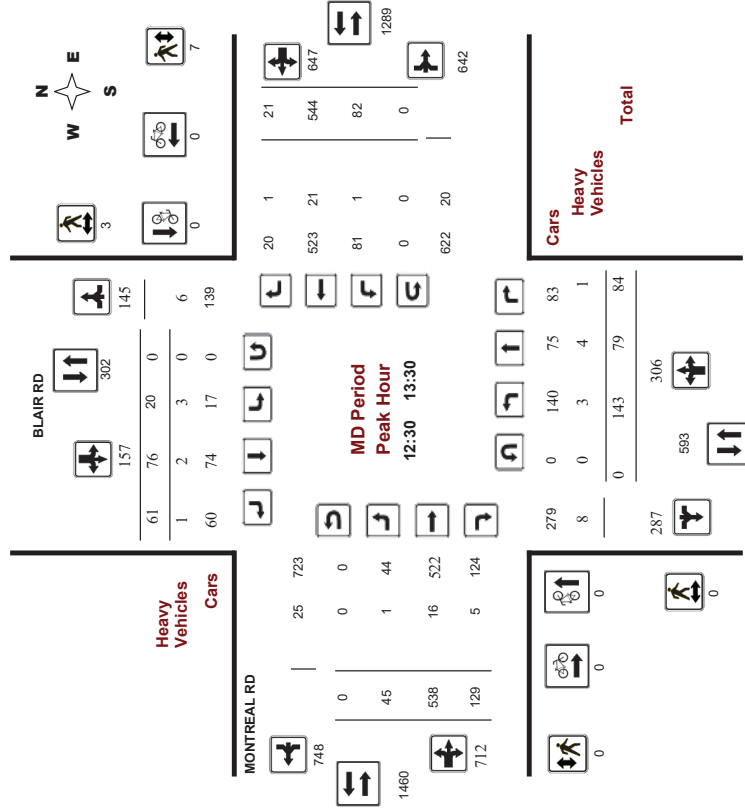 N
W E
S
3
7
0
0
BLAIR RD
302
157
145
61 76 20 0
1 2 3 0 6
60 74 17 0 139
Heavy
Vehicles
Cars
647
1289
642
20 1 21
523 21 544
81 1 82
0 0 0
622 20
MD Period
Peak Hour
12:30 13:30
MONTREAL RD
25 723
0 0 0
45 1 44
538 16 522
129 5 124
748
1460
712
Cars
279 0 140 75 83
Heavy
Vehicles
8 0 3 4 1
Total
0 143 79 84
287
593
306
0
0
0
0